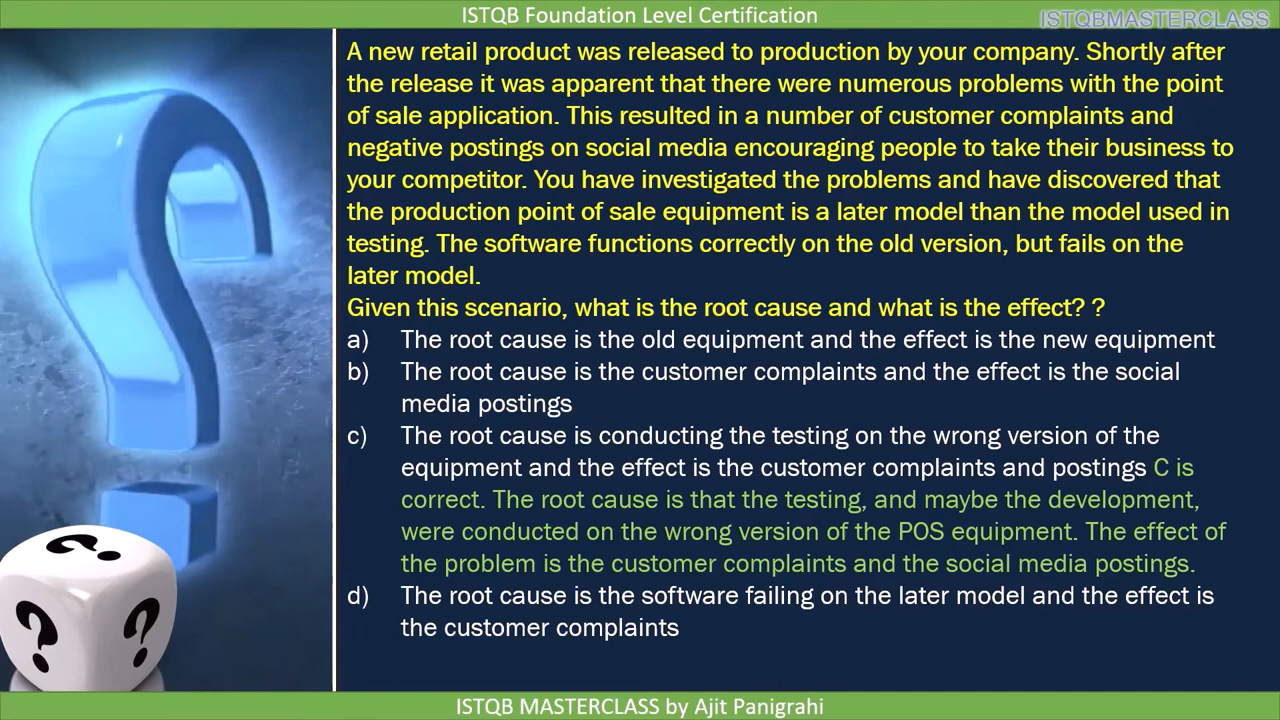 ISTQB Foundation Level Certification
ISTQBMASTERCLASS
A new retail product was released to production by your company. Shortly after
the release it was apparent that there were numerous problems with the point
of sale application. This resulted in a number of customer complaints and
negative postings on social media encouraging people to take their business to
your competitor. You have investigated the problems and have discovered that
the production point of sale equipment is a later model than the model used in
testing. The software functions correctly on the old version, but fails on the
later model.
Given this scenario, what is the root cause and what is the effect? ?
a) The root cause is the old equipment and the effect is the new equipment
b) The root cause is the customer complaints and the effect is the social
media postings
c) The root cause is conducting the testing on the wrong version of the
equipment and the effect is the customer complaints and postings C is
correct. The root cause is that the testing, and maybe the development,
were conducted on the wrong version of the POS equipment. The effect of
the problem is the customer complaints and the social media postings.
d) The root cause is the software failing on the later model and the effect is
the customer complaints
? ? ?
ISTQB MASTERCLASS by Ajit Panigrahi